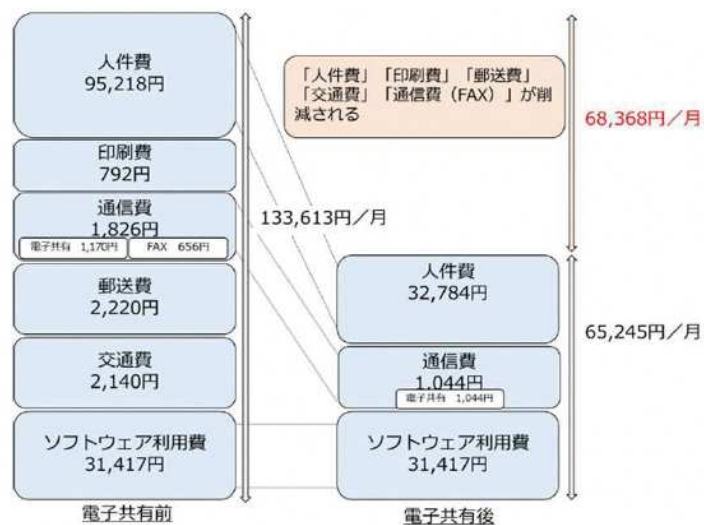 人件費
95,218円
印刷費
792円
通信費
1,826円
電子共有 1,170円
FAX 656円
郵送費
2,220円
交通費
2,140円
ソフトウェア利用費
31,417円
電子共有前
133,613円／月
「人件費」「印刷費」「郵送費」
「交通費」「通信費（FAX）」が削
減される
68,368円／月
人件費
32,784円
通信費
1,044円
電子共有 1,044円
ソフトウェア利用費
31,417円
電子共有後
65,245円／月